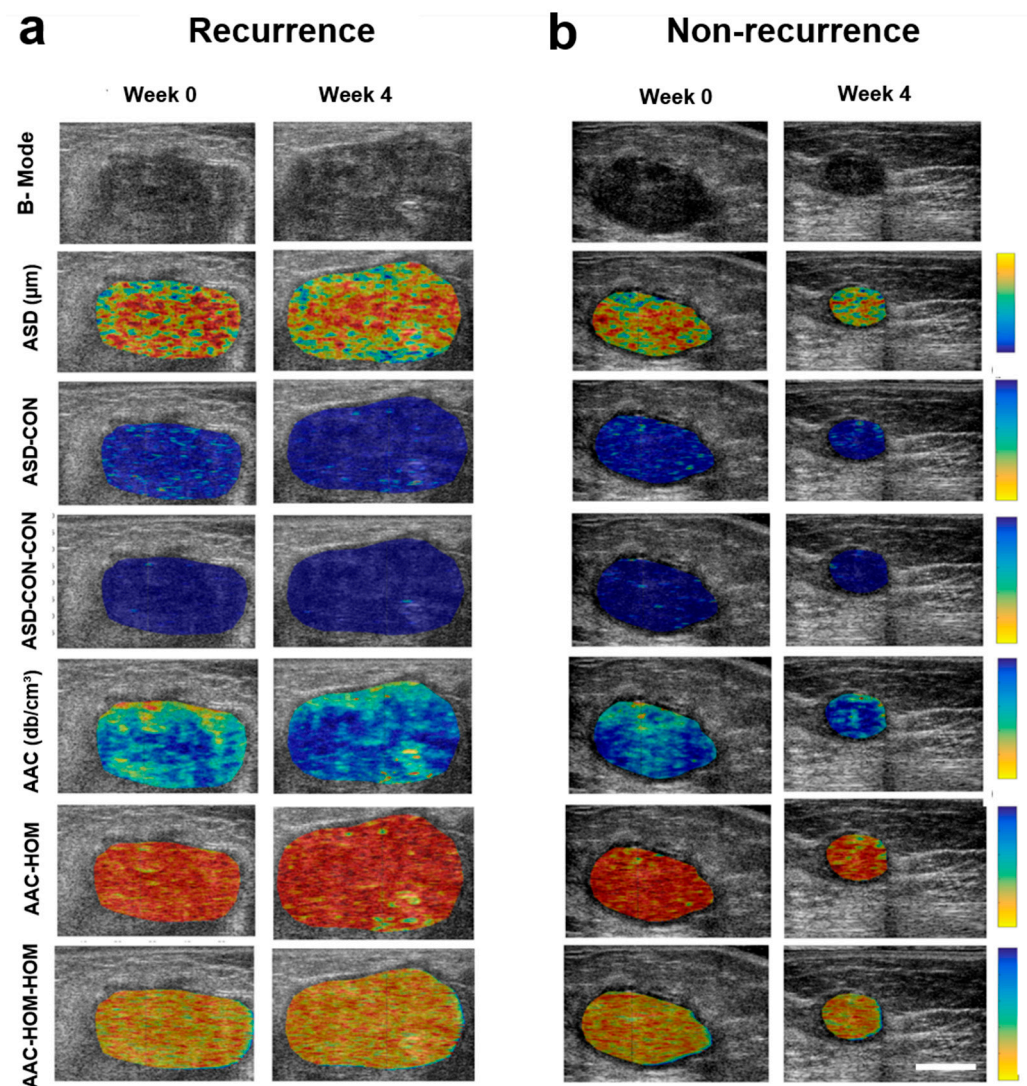 a Recurrence b Non-recurrence
Week 0 Week 4 Week 0 Week 4
B- Mode
ASD (µm)
ASD-CON
ASD-CON-CON
AAC (db/cm³)
AAC-HOM
AAC-HOM-HOM